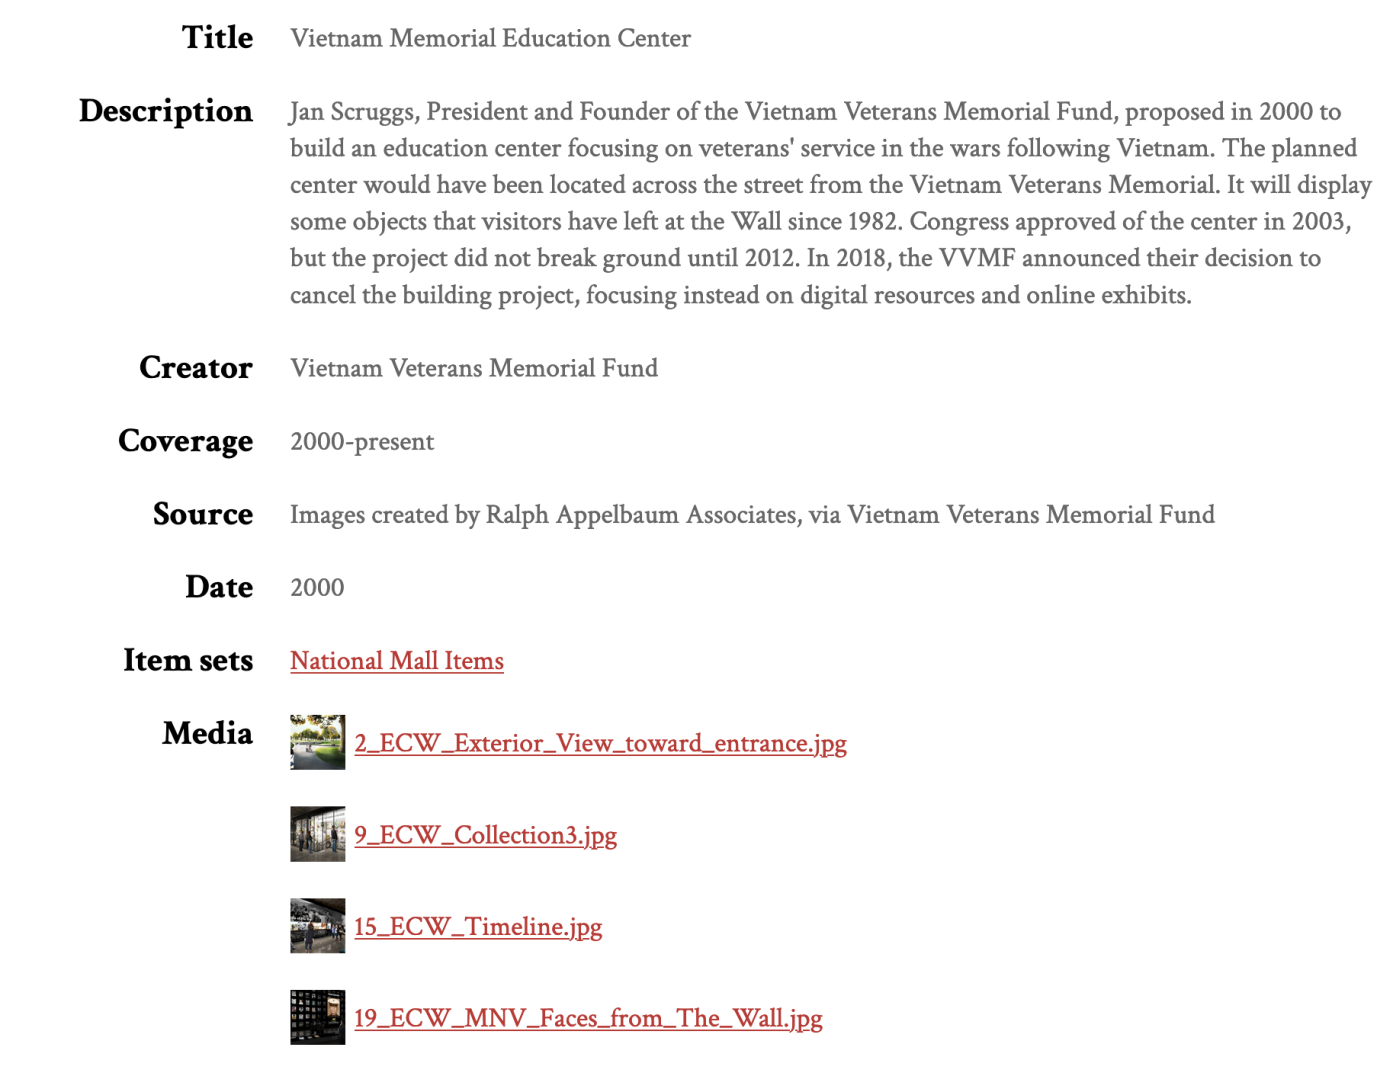 Title
Vietnam Memorial Education Center
Description
Jan Scruggs, President and Founder of the Vietnam Veterans Memorial Fund, proposed in 2000 to
build an education center focusing on veterans' service in the wars following Vietnam. The planned
center would have been located across the street from the Vietnam Veterans Memorial. It will display
some objects that visitors have left at the Wall since 1982. Congress approved of the center in 2003,
but the project did not break ground until 2012. In 2018, the VVMF announced their decision to
cancel the building project, focusing instead on digital resources and online exhibits.
Creator
Vietnam Veterans Memorial Fund
Coverage
2000-present
Source
Images created by Ralph Appelbaum Associates, via Vietnam Veterans Memorial Fund
Date
2000
Item sets
National Mall Items
Media
2_ECW_Exterior_View_toward_entrance.jpg
9_ECW_Collection3.jpg
15_ECW_Timeline.jpg
19_ECW_MNV_Faces_from_The_Wall.jpg